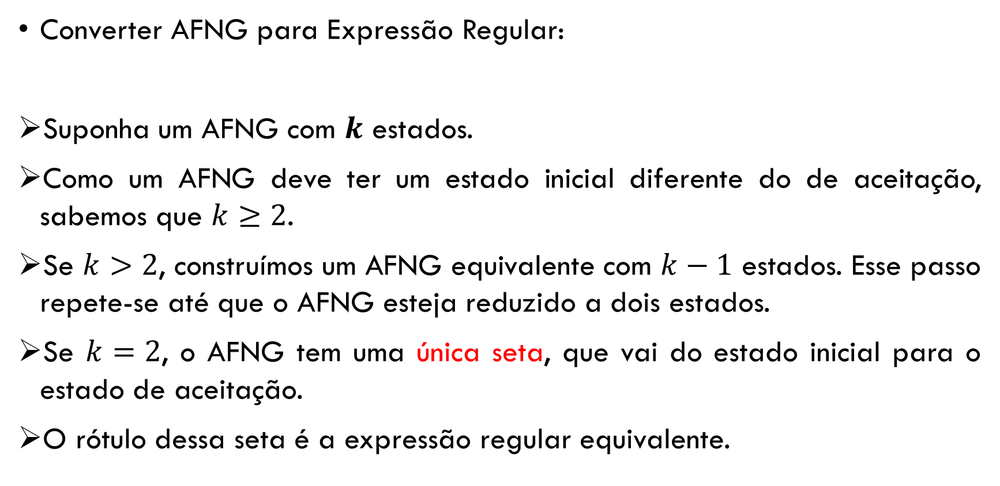 • Converter AFNG para Expressão Regular:
➢Suponha um AFNG com k estados.
➢Como um AFNG deve ter um estado inicial diferente do de aceitação,
sabemos que k ≥ 2.
➢Se k > 2, construímos um AFNG equivalente com k − 1 estados. Esse passo
repete-se até que o AFNG esteja reduzido a dois estados.
➢Se k = 2, o AFNG tem uma única seta, que vai do estado inicial para o
estado de aceitação.
➢O rótulo dessa seta é a expressão regular equivalente.